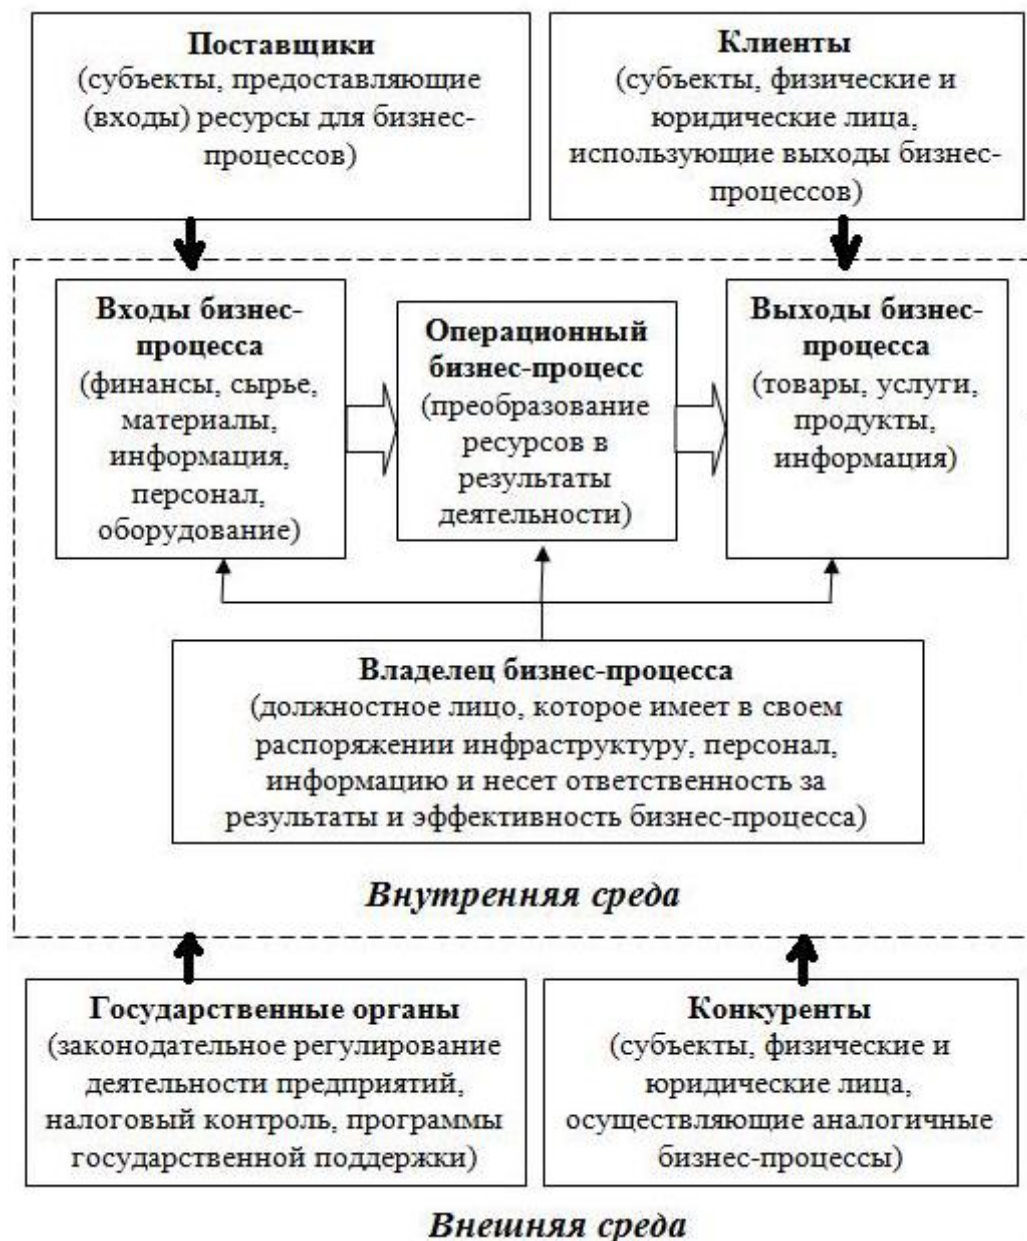 Поставщики
(субъекты, предоставляющие
(входы) ресурсы для бизнес-
процессов)
Клиенты
(субъекты, физические и
юридические лица,
использующие выходы бизнес-
процессов)
Входы бизнес-
процесса
(финансы, сырье,
материалы,
информация,
персонал,
оборудование)
Операционный
бизнес-процесс
(преобразование
ресурсов в
результаты
деятельности)
Выходы бизнес-
процесса
(товары, услуги,
продукты,
информация)
Владелец бизнес-процесса
(должностное лицо, которое имеет в своем
распоряжении инфраструктуру, персонал,
информацию и несет ответственность за
результаты и эффективность бизнес-процесса)
Внутренняя среда
Государственные органы
(законодательное регулирование
деятельности предприятий,
налоговый контроль, программы
государственной поддержки)
Конкуренты
(субъекты, физические и
юридические лица,
осуществляющие аналогичные
бизнес-процессы)
Внешняя среда